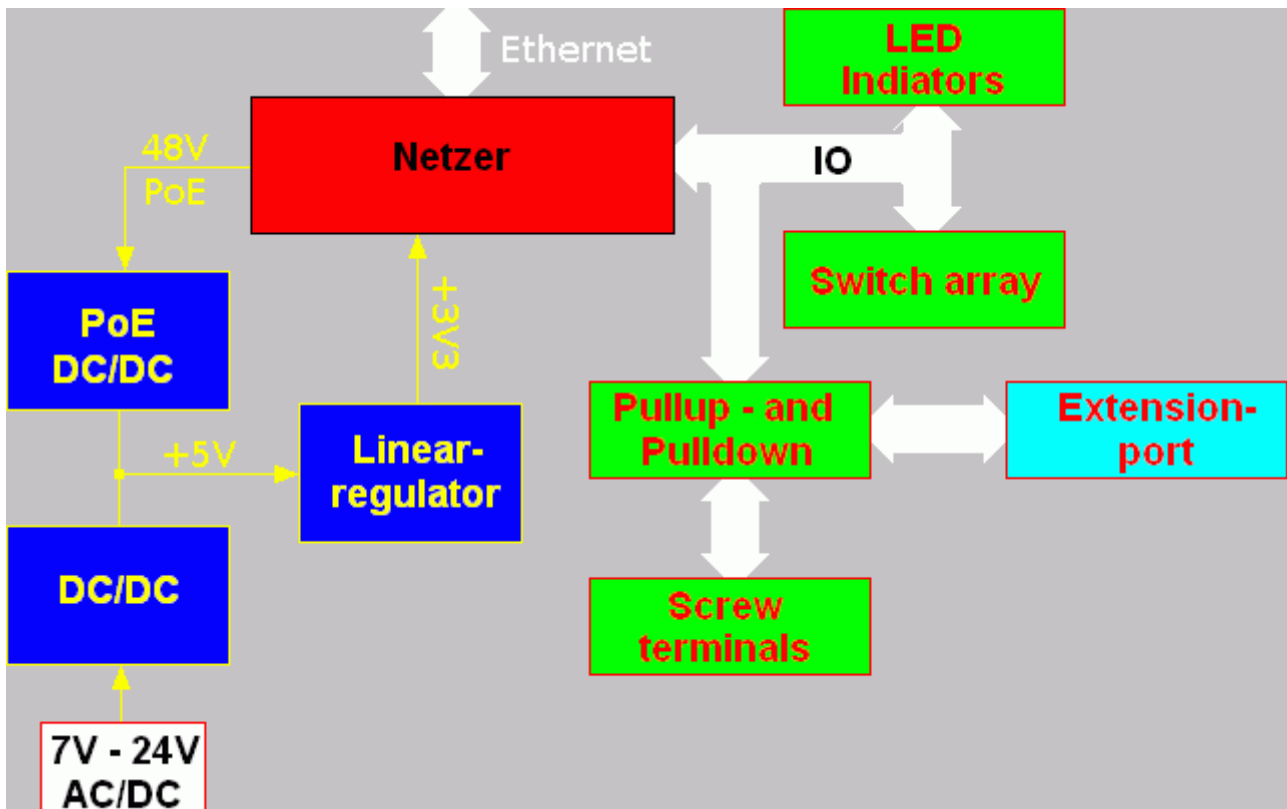 Ethernet
LED
Indiators
Netzer
48V
PoE
IO
Switch array
+3V3
PoE
DC/DC
Pullup - and
Pulldown
Extension-
port
Linear-
regulator
+5V
DC/DC
Screw
terminals
7V - 24V
AC/DC